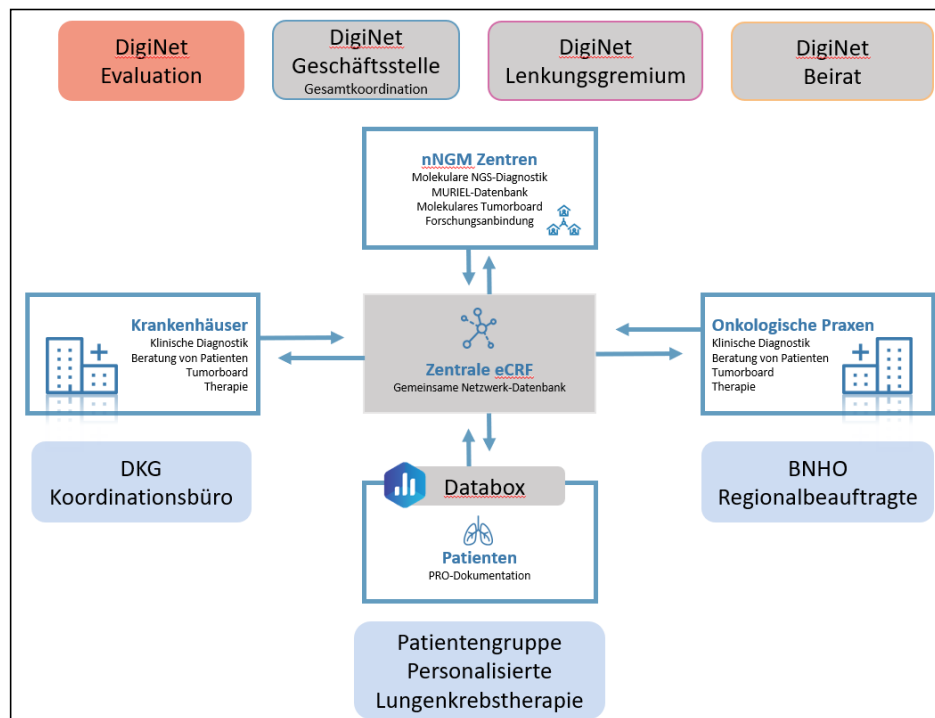 DigiNet
Evaluation
DigiNet
Geschäftsstelle
Gesamtkoordination
DigiNet
Lenkungsgremium
DigiNet
Beirat
nNGM Zentren
Molekulare NGS-Diagnostik
MURIEL-Datenbank
Molekulares Tumorboard
Forschungsanbindung
Krankenhäuser
Klinische Diagnostik
Beratung von Patienten
Tumorboard
Therapie
Zentrale eCRF
Gemeinsame Netzwerk-Datenbank
Onkologische Praxen
Klinische Diagnostik
Beratung von Patienten
Tumorboard
Therapie
DKG
Koordinationsbüro
BNHO
Regionalbeauftragte
Databox
Patienten
PRO-Dokumentation
Patientengruppe
Personalisierte
Lungenkrebstherapie